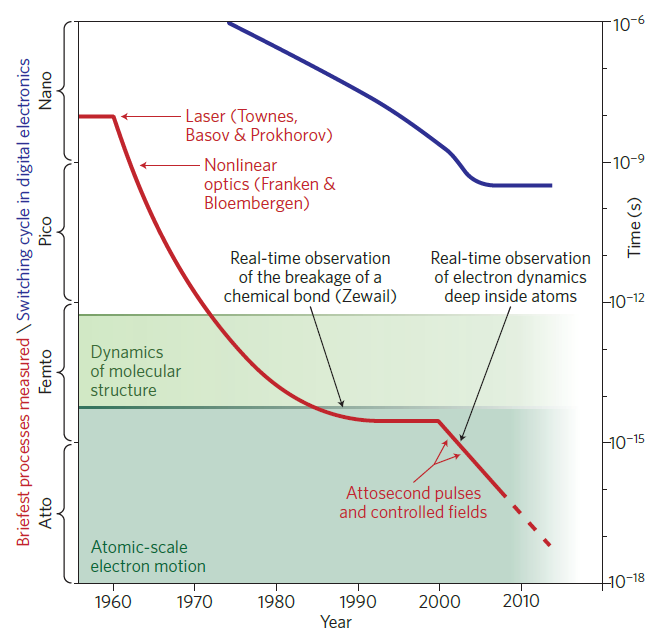 Briefest processes measured \ Switching cycle in digital electronics
Nano
Pico
Femto
Atto
Laser (Townes,
Basov & Prokhorov)
Nonlinear
optics (Franken &
Bloembergen)
Real-time observation
of the breakage of a
chemical bond (Zewail)
Real-time observation
of electron dynamics
deep inside atoms
Dynamics
of molecular
structure
Attosecond pulses
and controlled fields
Atomic-scale
electron motion
10⁻⁶
10⁻⁹
10⁻¹²
10⁻¹⁵
10⁻¹⁸
Time (s)
1960 1970 1980 1990 2000 2010
Year